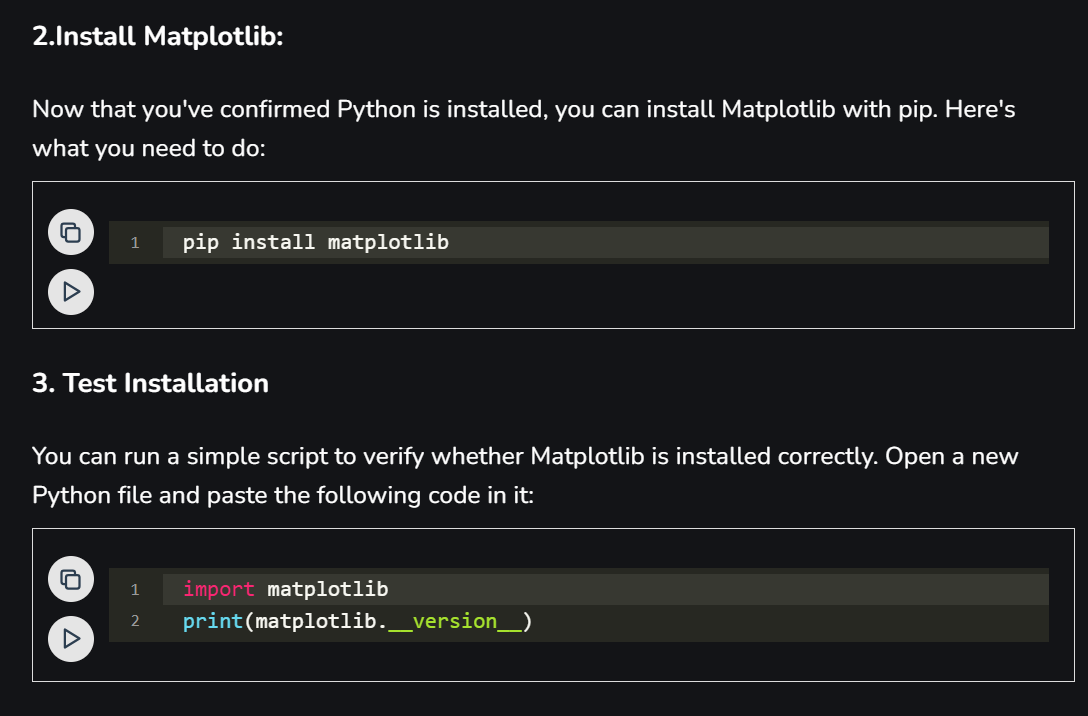 2.Install Matplotlib:
Now that you've confirmed Python is installed, you can install Matplotlib with pip. Here's
what you need to do:
1 pip install matplotlib
3. Test Installation
You can run a simple script to verify whether Matplotlib is installed correctly. Open a new
Python file and paste the following code in it:
1 import matplotlib
2 print(matplotlib.__version__)